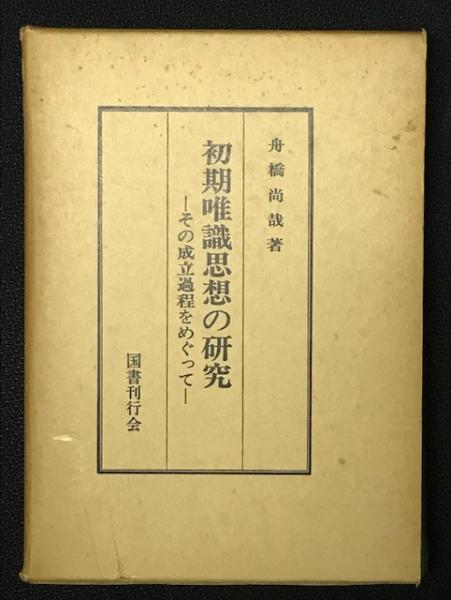 舟橋尚哉著
初期唯識思想の研究
―その成立過程をめぐって―
国書刊行会